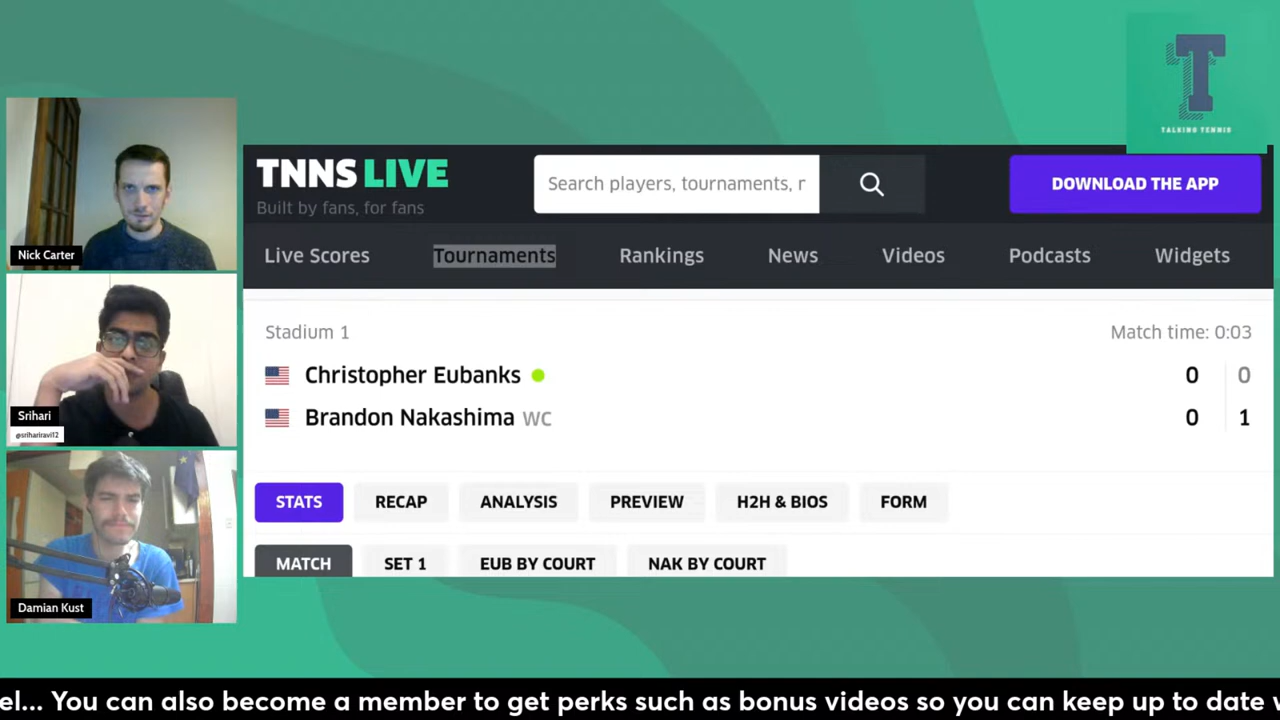 T
TALKING TENNIS
Nick Carter
Srihari
@srihariravi12
Damian Kust
TNNS LIVE
Built by fans, for fans
Search players, tournaments, r
DOWNLOAD THE APP
Live Scores Tournaments Rankings News Videos Podcasts Widgets
Stadium 1 Match time: 0:03
Christopher Eubanks 0 0
Brandon Nakashima WC 0 1
STATS RECAP ANALYSIS PREVIEW H2H & BIOS FORM
MATCH SET 1 EUB BY COURT NAK BY COURT
el... You can also become a member to get perks such as bonus videos so you can keep up to date